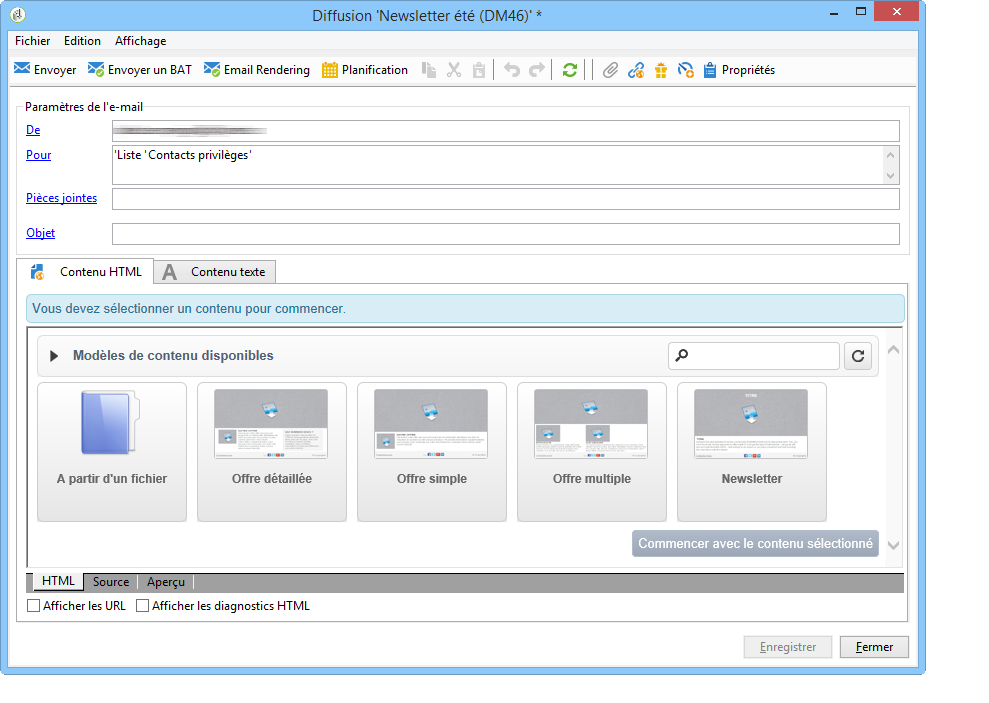 Diffusion 'Newsletter été (DM46)' *
Fichier Edition Affichage
Envoyer Envoyer un BAT Email Rendering Planification Propriétés
Paramètres de l'e-mail
De
Pour 'Liste 'Contacts privilèges'
Pièces jointes
Objet
Contenu HTML A Contenu texte
Vous devez sélectionner un contenu pour commencer.
Modèles de contenu disponibles
A partir d'un fichier Offre détaillée Offre simple Offre multiple Newsletter
Commencer avec le contenu sélectionné
HTML Source Aperçu
Afficher les URL Afficher les diagnostics HTML
Enregistrer Fermer